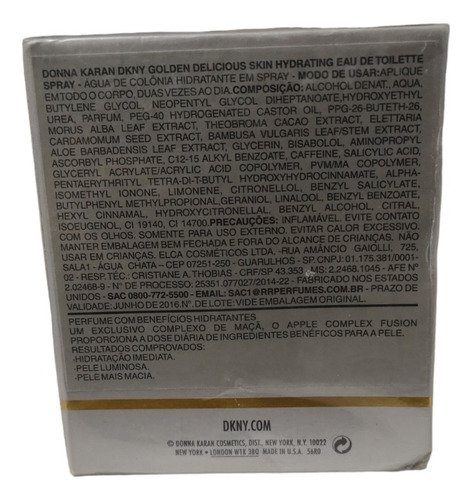 DONNA KARAN DKNY GOLDEN DELICIOUS SKIN HYDRATING EAU DE TOILETTE
SPRAY - ÁGUA DE COLÔNIA HIDRATANTE EM SPRAY - MODO DE USAR: APLIQUE
EM TODO O CORPO, DUAS VEZES AO DIA. COMPOSIÇÃO: ALCOHOL DENAT., AQUA,
BUTYLENE GLYCOL, NEOPENTYL GLYCOL DIHEPTANOATE, HYDROXYETHYL
UREA, PARFUM, PEG-40 HYDROGENATED CASTOR OIL, PPG-26-BUTETH-26,
MORUS ALBA LEAF EXTRACT, THEOBROMA CACAO EXTRACT, ELETTARIA
CARDAMOMUM SEED EXTRACT, BAMBUSA VULGARIS LEAF/STEM EXTRACT,
ALOE BARBADENSIS LEAF EXTRACT, GLYCERIN, BISABOLOL, AMINOPROPYL
ASCORBYL PHOSPHATE, C12-15 ALKYL BENZOATE, CAFFEINE, SALICYLIC ACID,
GLYCERYL ACRYLATE/ACRYLIC ACID COPOLYMER, PVM/MA COPOLYMER,
PENTAERYTHRITYL TETRA-DI-T-BUTYL HYDROXYHYDROCINNAMATE, ALPHA-
ISOMETHYL IONONE, LIMONENE, CITRONELLOL, BENZYL SALICYLATE,
BUTYLPHENYL METHYLPROPIONAL, GERANIOL, LINALOOL, BENZYL BENZOATE,
HEXYL CINNAMAL, HYDROXYCITRONELLAL, BENZYL ALCOHOL, CITRAL,
ISOEUGENOL, CI 19140, CI 14700. PRECAUÇÕES: INFLAMÁVEL. EVITE CONTATO
COM OS OLHOS. SOMENTE PARA USO EXTERNO. EVITAR CALOR EXCESSIVO. NÃO
MANTER EMBALAGEM BEM FECHADA E FORA DO ALCANCE DE CRIANÇAS. NÃO
USAR EM CRIANÇAS. ELCA COSMÉTICOS LTDA. - RUA AMÂNCIO GAIOLLI, 725,
SALA1 - ÁGUA CHATA - CEP 07251-250 - GUARULHOS - SP. CNPJ: 01.175.381/0001-
RESP. TÉC.: CRISTIANE A. THOBIAS - CRF/SP 43.353 MS: 2.2468.1045 - AFE Nº
2.02468-9 - Nº DE PROCESSO: 25351.077027/2014-22 - FABRICADO NOS ESTADOS
UNIDOS - SAC 0800-772-5500 - EMAIL: SAC1@RRPERFUMES.COM.BR - PRAZO DE
VALIDADE: JUNHO DE 2016. Nº DE LOTE: VIDE EMBALAGEM ORIGINAL.
PERFUME COM BENEFÍCIOS HIDRATANTES
UM EXCLUSIVO COMPLEXO DE MAÇÃ, O APPLE COMPLEX FUSION
PROPORCIONA A DOSE DIÁRIA DE INGREDIENTES BENÉFICOS PARA A PELE.
RESULTADOS COMPROVADOS:
-HIDRATAÇÃO IMEDIATA.
-PELE LUMINOSA.
-PELE MAIS MACIA.
DKNY.COM
© DONNA KARAN COSMETICS, DIST., NEW YORK, N.Y. 10022
NEW YORK • LONDON W1K 3BQ MADE IN U.S.A. 56R0